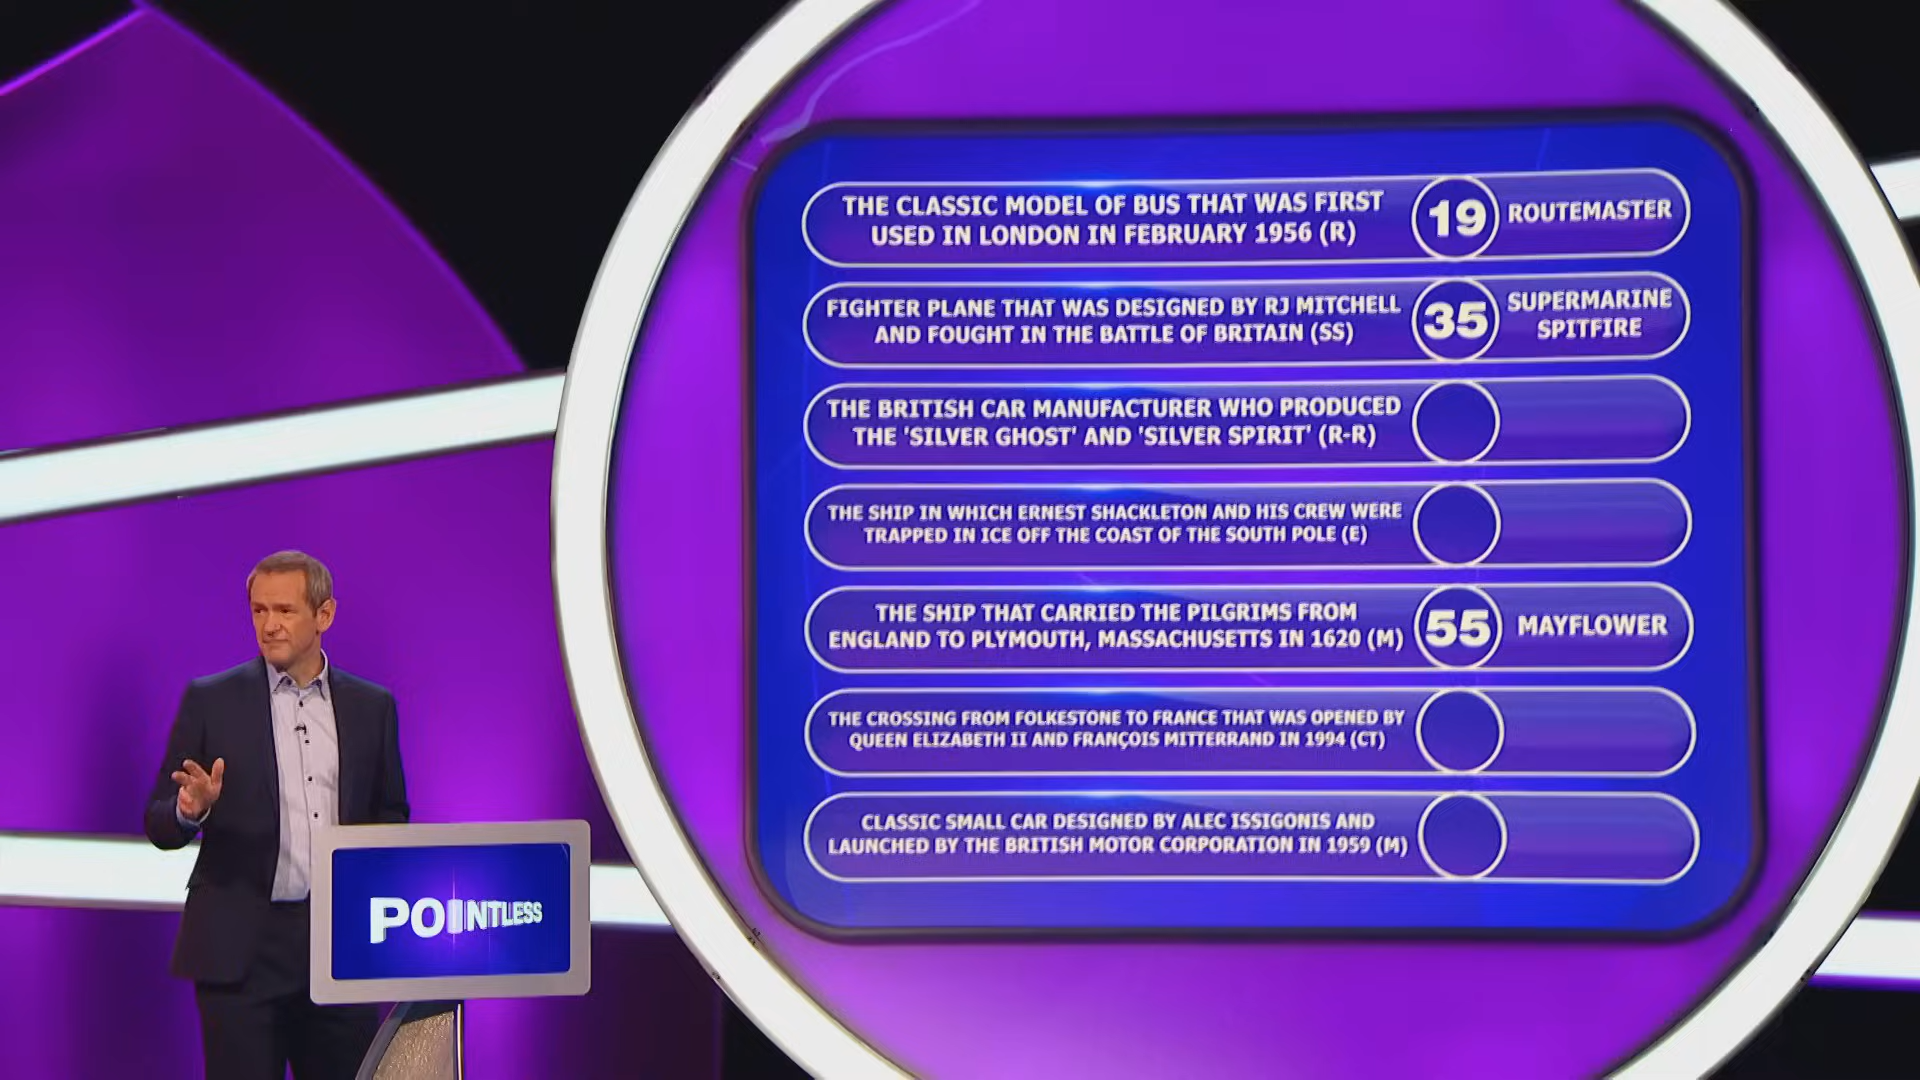 THE CLASSIC MODEL OF BUS THAT WAS FIRST
USED IN LONDON IN FEBRUARY 1956 (R)
19
ROUTEMASTER
FIGHTER PLANE THAT WAS DESIGNED BY RJ MITCHELL
AND FOUGHT IN THE BATTLE OF BRITAIN (SS)
35
SUPERMARINE
SPITFIRE
THE BRITISH CAR MANUFACTURER WHO PRODUCED
THE 'SILVER GHOST' AND 'SILVER SPIRIT' (R-R)
THE SHIP IN WHICH ERNEST SHACKLETON AND HIS CREW WERE
TRAPPED IN ICE OFF THE COAST OF THE SOUTH POLE (E)
THE SHIP THAT CARRIED THE PILGRIMS FROM
ENGLAND TO PLYMOUTH, MASSACHUSETTS IN 1620 (M)
55
MAYFLOWER
THE CROSSING FROM FOLKESTONE TO FRANCE THAT WAS OPENED BY
QUEEN ELIZABETH II AND FRANÇOIS MITTERRAND IN 1994 (CT)
CLASSIC SMALL CAR DESIGNED BY ALEC ISSIGONIS AND
LAUNCHED BY THE BRITISH MOTOR CORPORATION IN 1959 (M)
POINTLESS